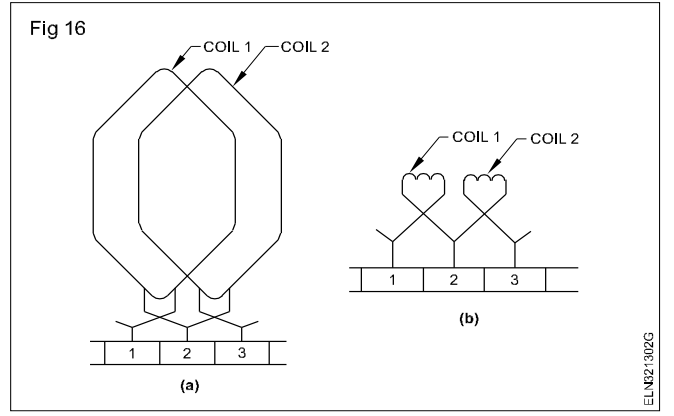 Fig 16
COIL 1
COIL 2
1 2 3
(a)
COIL 1
COIL 2
1 2 3
(b)
ELN321302G